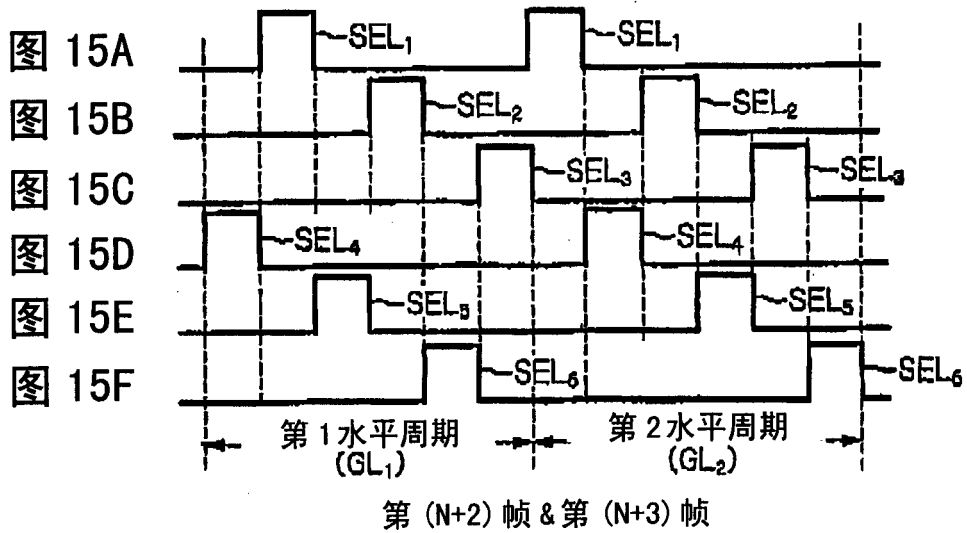 图 15A
SEL₁
SEL₁
图 15B
SEL₂
SEL₂
图 15C
SEL₃
SEL₃
图 15D
SEL₄
SEL₄
图 15E
SEL₅
SEL₅
图 15F
SEL₆
SEL₆
第1水平周期
(GL₁)
第2水平周期
(GL₂)
第 (N+2) 帧 & 第 (N+3) 帧